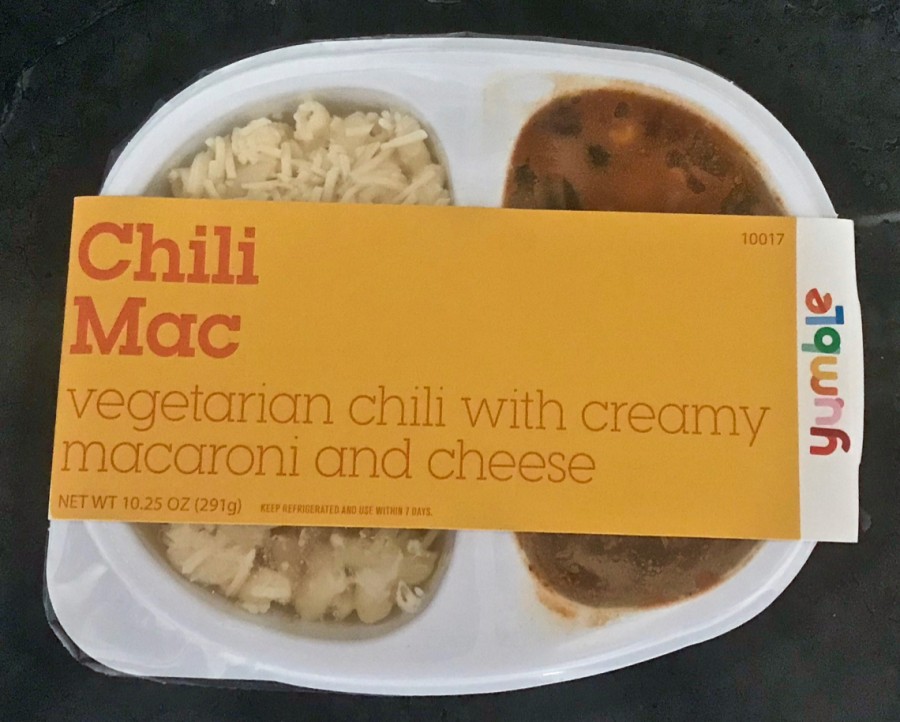 Chili
Mac
10017
vegetarian chili with creamy
macaroni and cheese
NET WT 10.25 OZ (291g) KEEP REFRIGERATED AND USE WITHIN 7 DAYS.
yumble